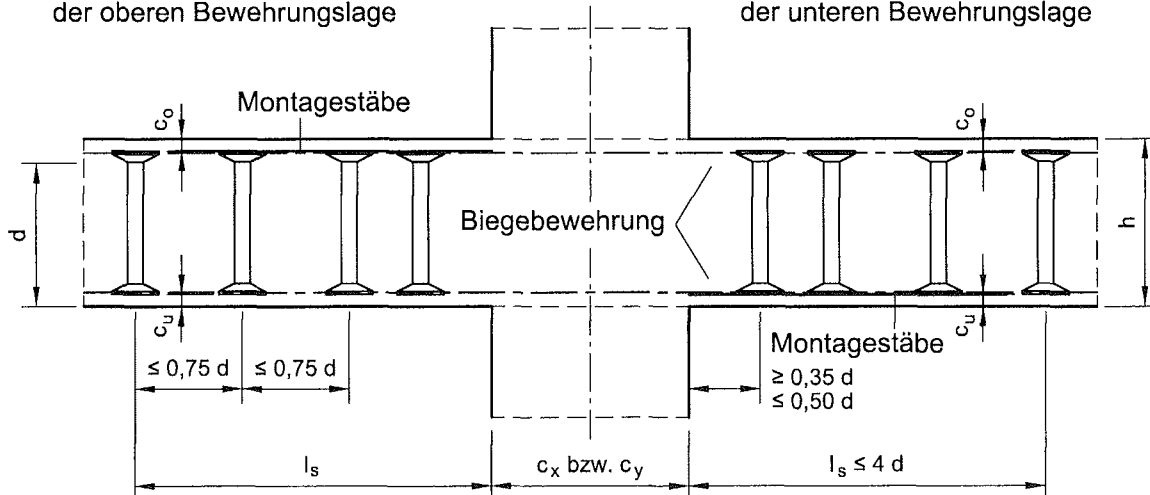 der oberen Bewehrungslage
der unteren Bewehrungslage
Montagestäbe
c_o
c_o
d
Biegebewehrung
h
c_u
c_u
Montagestäbe
≤ 0,75 d
≤ 0,75 d
≥ 0,35 d
≤ 0,50 d
l_s
c_x bzw. c_y
l_s ≤ 4 d